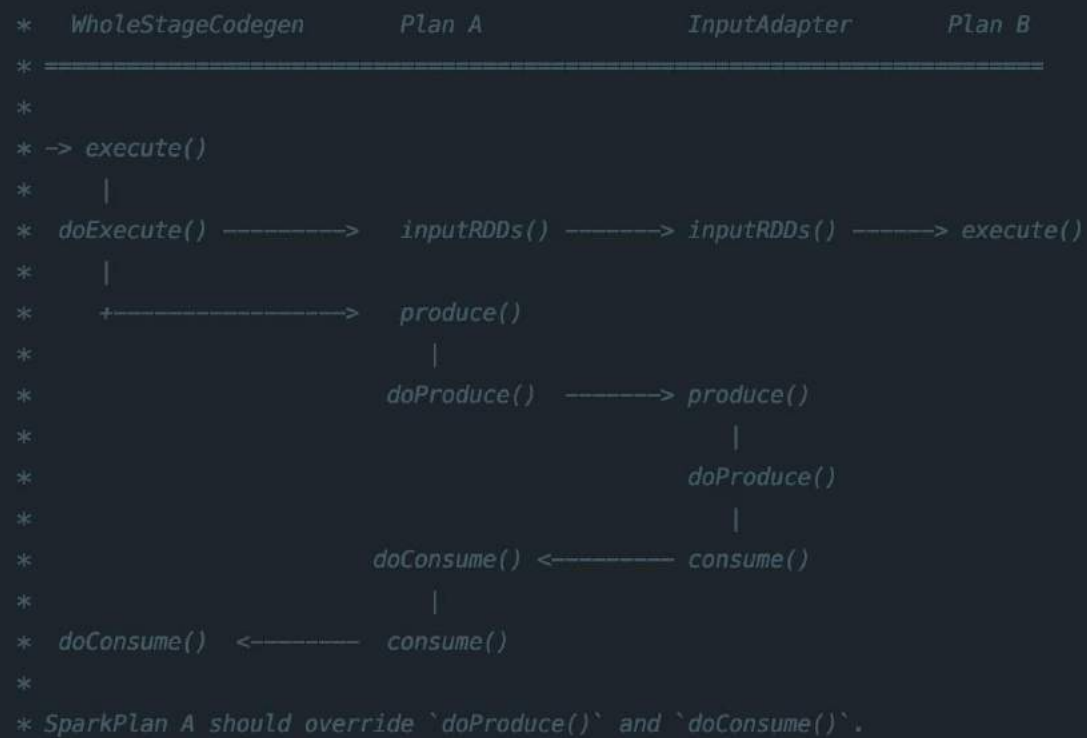 *   WholeStageCodegen       Plan A               InputAdapter       Plan B
* =========================================================================
*
* -> execute()
*     |
*  doExecute() --------->   inputRDDs() -------> inputRDDs() ------> execute()
*     |
*     +----------------->   produce()
*                             |
*                          doProduce()  -------> produce()
*                                                   |
*                                                doProduce()
*                                                   |
*                         doConsume() <--------- consume()
*                             |
*  doConsume()  <--------  consume()
*
* SparkPlan A should override `doProduce()` and `doConsume()`.